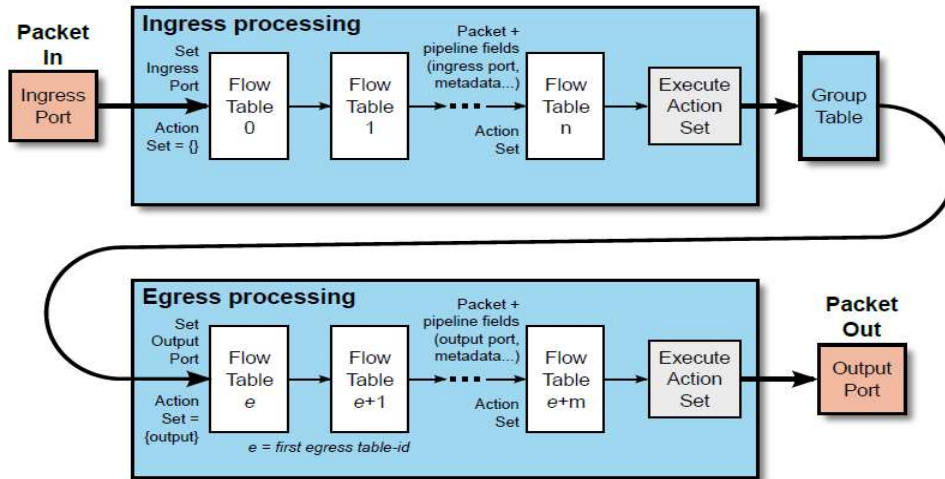 Ingress processing
Packet
In
Ingress
Port
Set
Ingress
Port
Action
Set = {}
Flow
Table
0
Flow
Table
1
Packet +
pipeline fields
(ingress port,
metadata...)
Action
Set
Flow
Table
n
Execute
Action
Set
Group
Table
Egress processing
Set
Output
Port
Action
Set =
{output}
Flow
Table
e
Flow
Table
e+1
e = first egress table-id
Packet +
pipeline fields
(output port,
metadata...)
Action
Set
Flow
Table
e+m
Execute
Action
Set
Packet
Out
Output
Port